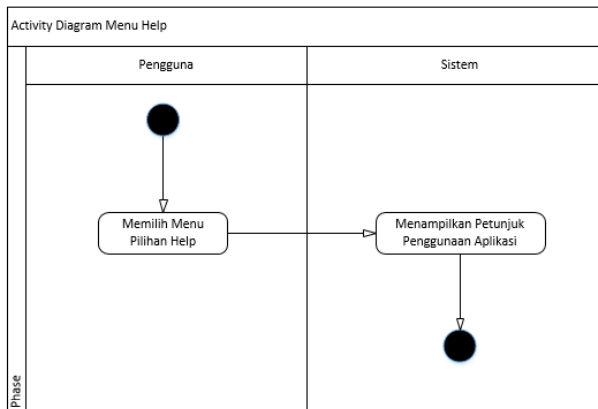 Activity Diagram Menu Help
Pengguna
Sistem
Memilih Menu
Pilihan Help
Menampilkan Petunjuk
Penggunaan Aplikasi
Phase